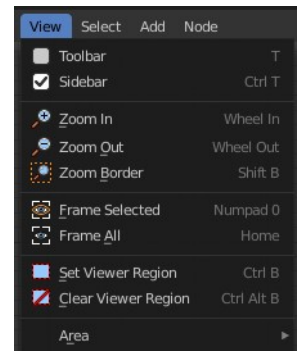 View Select Add Node
Toolbar T
Sidebar Ctrl T
Zoom In Wheel In
Zoom Out Wheel Out
Zoom Border Shift B
Frame Selected Numpad 0
Frame All Home
Set Viewer Region Ctrl B
Clear Viewer Region Ctrl Alt B
Area